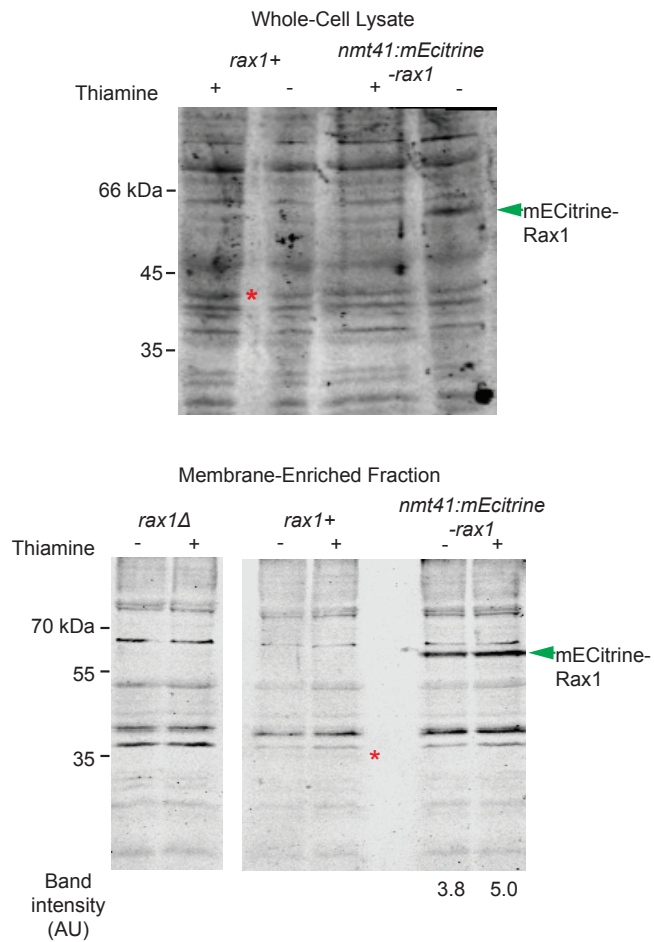 Whole-Cell Lysate
rax1+
nmt41:mEcitrine
-rax1
Thiamine
+ - + -
66 kDa
mECitrine-
Rax1
45
*
35
Membrane-Enriched Fraction
rax1Δ
rax1+
nmt41:mEcitrine
-rax1
Thiamine
- + - + - +
70 kDa
mECitrine-
Rax1
55
35
*
Band
intensity
(AU)
3.8 5.0